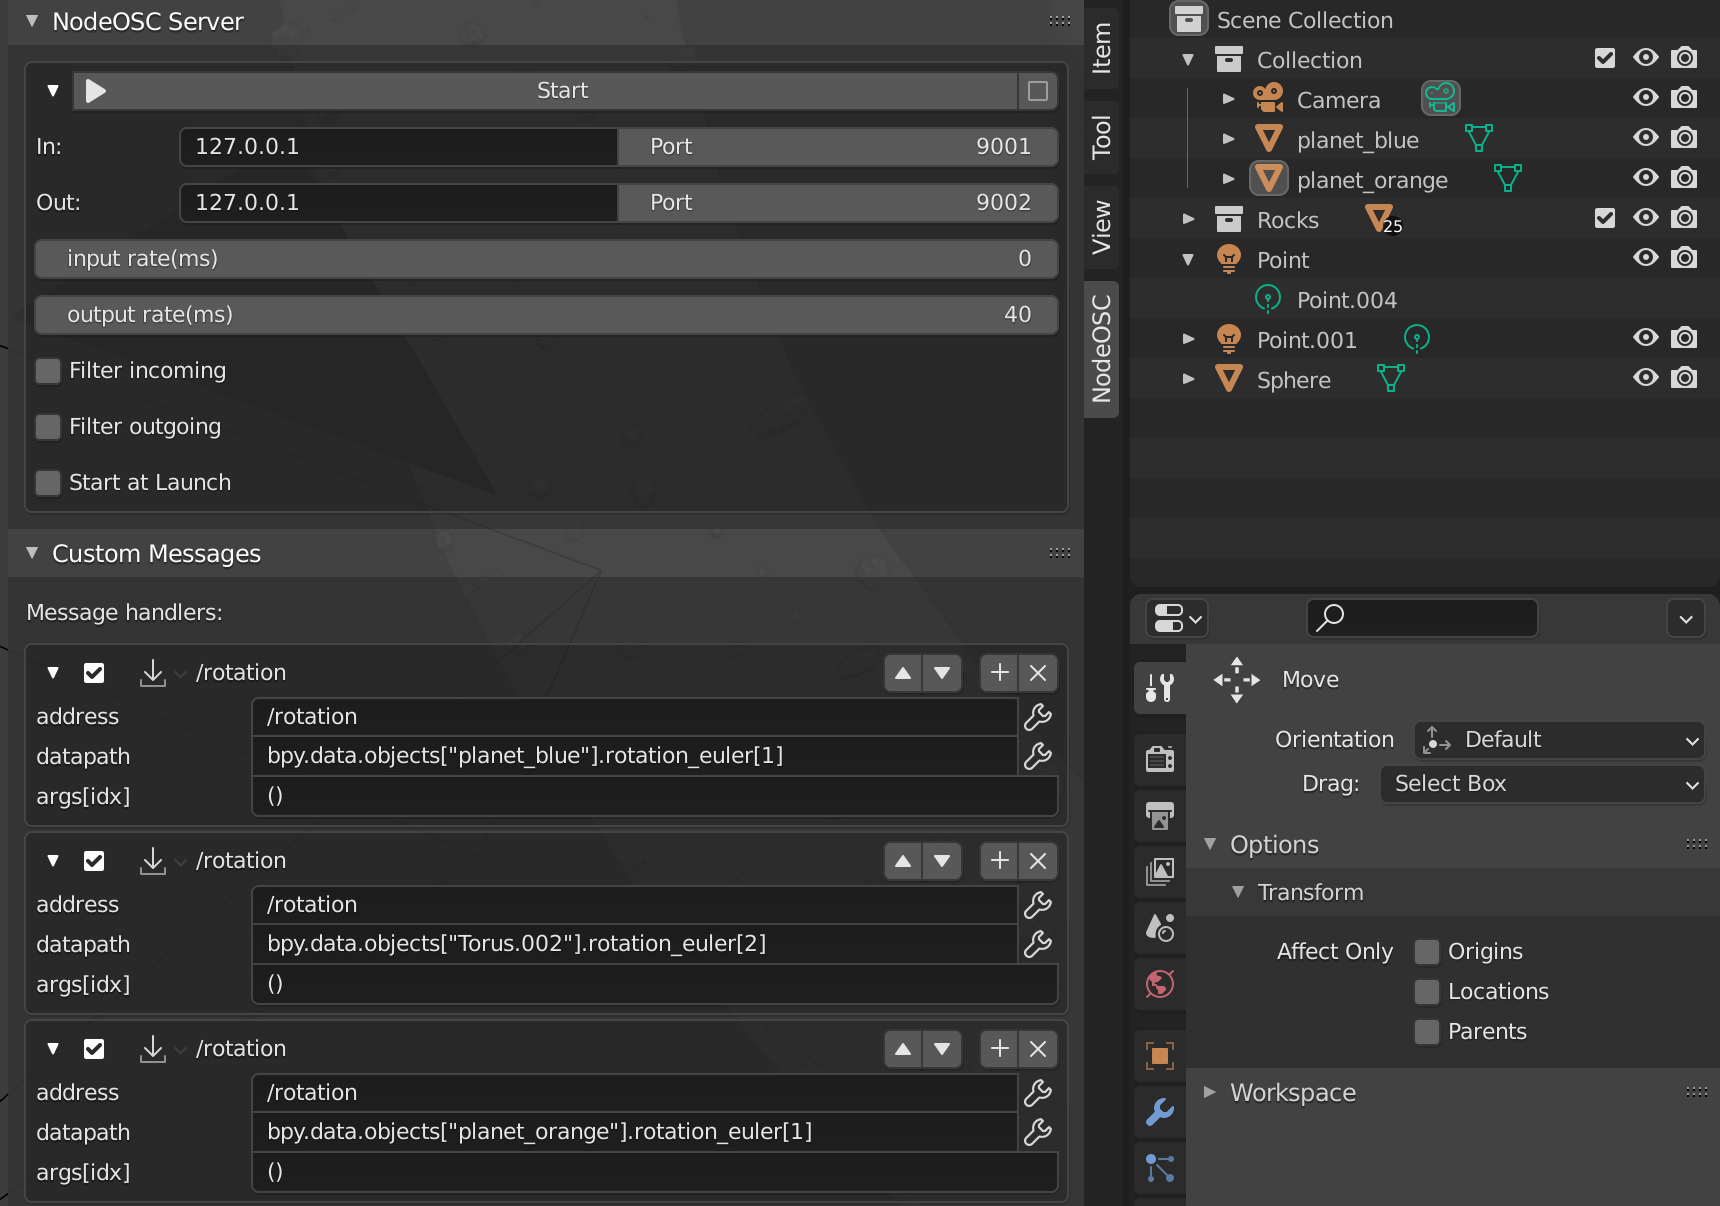 NodeOSC Server
Start
In:
127.0.0.1
Port
9001
Out:
127.0.0.1
Port
9002
input rate(ms)
0
output rate(ms)
40
Filter incoming
Filter outgoing
Start at Launch
Custom Messages
Message handlers:
/rotation
address
/rotation
datapath
bpy.data.objects["planet_blue"].rotation_euler[1]
args[idx]
()
/rotation
address
/rotation
datapath
bpy.data.objects["Torus.002"].rotation_euler[2]
args[idx]
()
/rotation
address
/rotation
datapath
bpy.data.objects["planet_orange"].rotation_euler[1]
args[idx]
()
Item
Tool
View
NodeOSC
Scene Collection
Collection
Camera
planet_blue
planet_orange
Rocks
25
Point
Point.004
Point.001
Sphere
Move
Orientation
Default
Drag:
Select Box
Options
Transform
Affect Only
Origins
Locations
Parents
Workspace